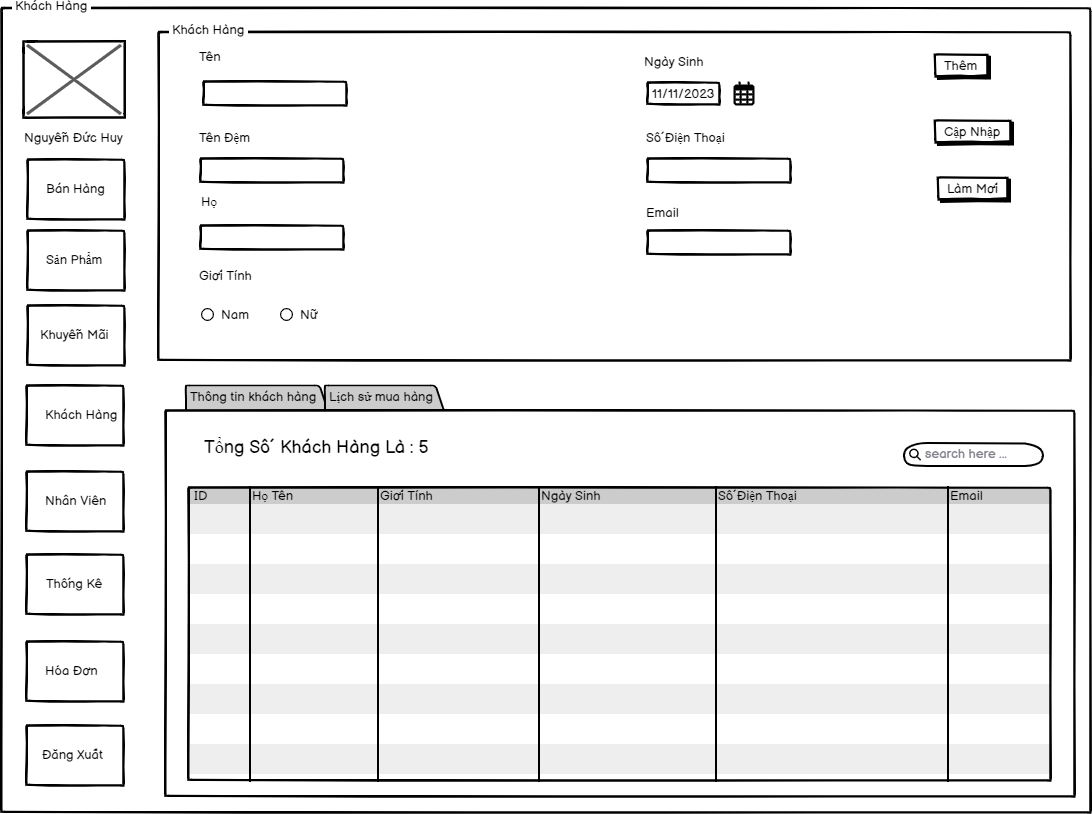 Khách Hàng
Nguyễn Đức Huy
Bán Hàng
Sản Phẩm
Khuyến Mãi
Khách Hàng
Nhân Viên
Thống Kê
Hóa Đơn
Đăng Xuất
Khách Hàng
Tên
Tên Đệm
Họ
Giới Tính
Nam Nữ
Ngày Sinh
11/11/2023
Số Điện Thoại
Email
Thêm
Cập Nhập
Làm Mới
Thông tin khách hàng Lịch sử mua hàng
Tổng Số Khách Hàng Là : 5
search here ...
ID Họ Tên Giới Tính Ngày Sinh Số Điện Thoại Email